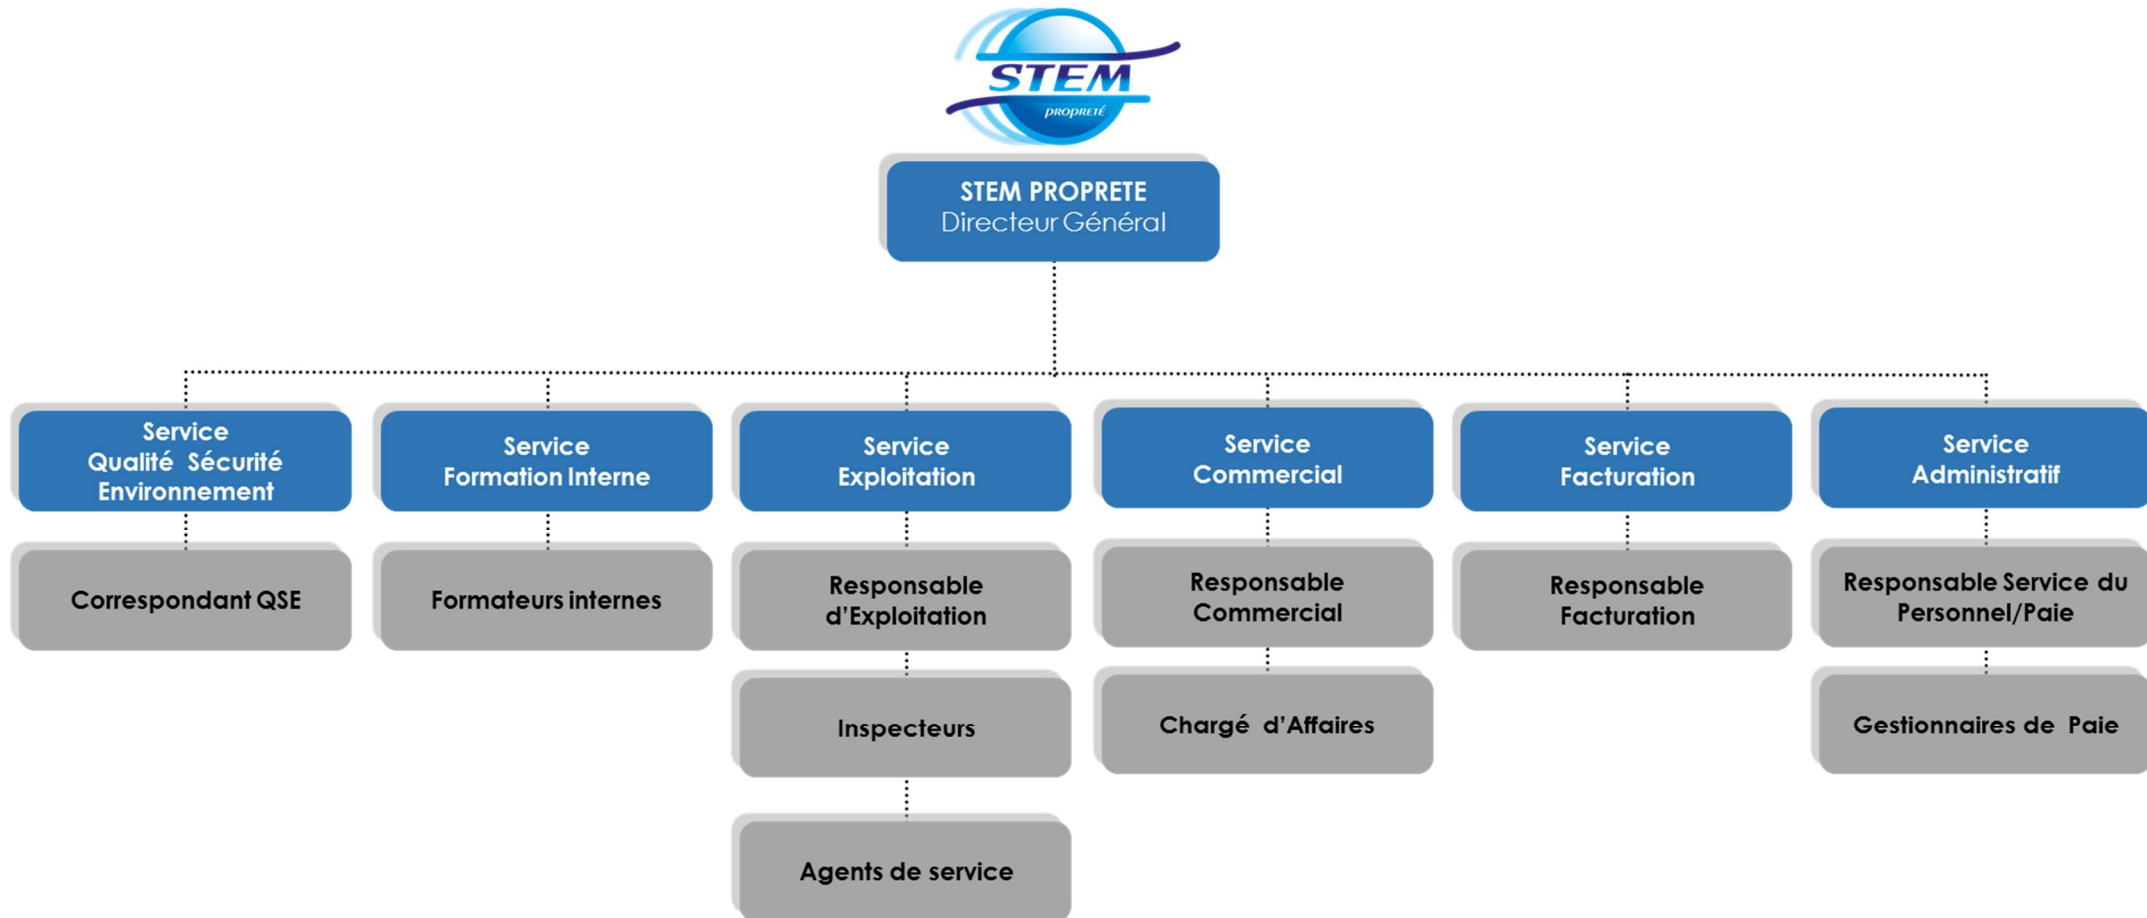 STEM
PROPRETÉ
STEM PROPRETE
Directeur Général
Service
Qualité Sécurité
Environnement
Service
Formation Interne
Service
Exploitation
Service
Commercial
Service
Facturation
Service
Administratif
Correspondant QSE
Formateurs internes
Responsable
d’Exploitation
Responsable
Commercial
Responsable
Facturation
Responsable Service du
Personnel/Paie
Inspecteurs
Chargé d’Affaires
Gestionnaires de Paie
Agents de service